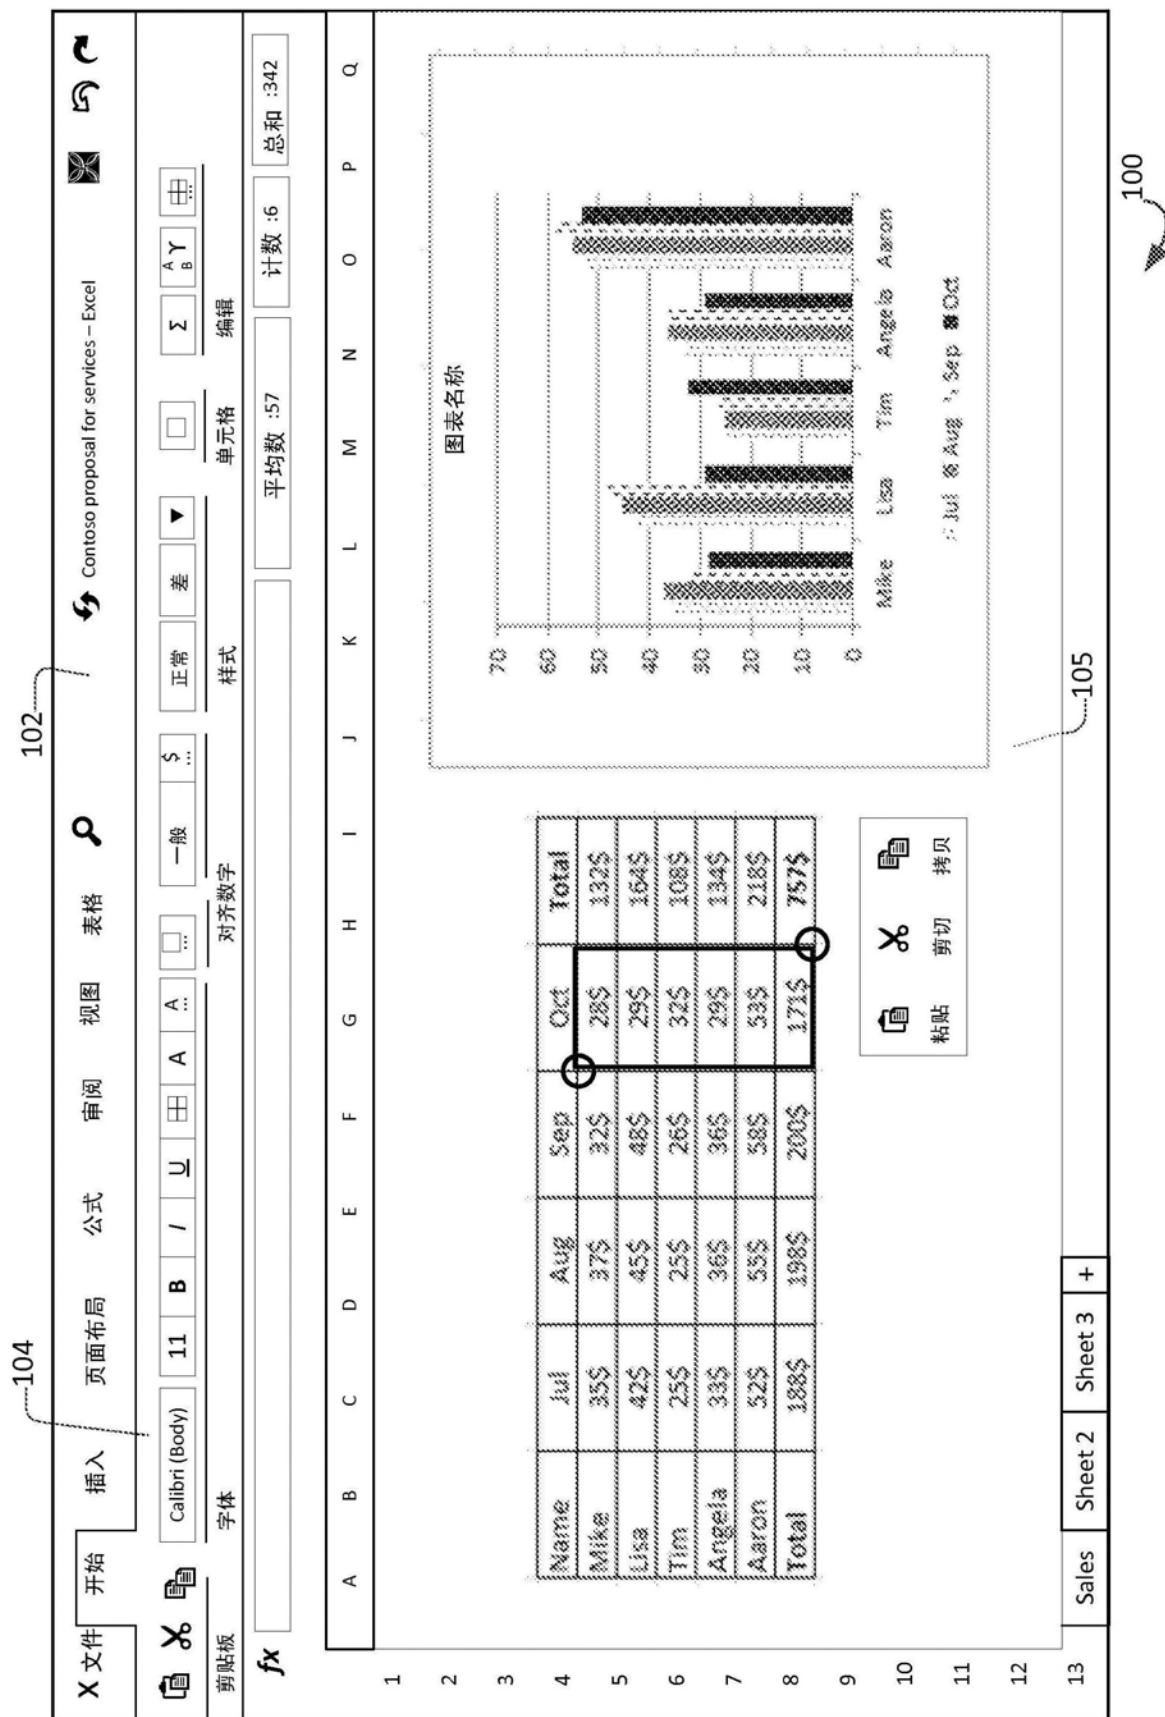 102
104
X 文件 开始 插入 页面布局 公式 审阅 视图 表格 Contoso proposal for services – Excel
Calibri (Body) 11 B I U A A... 一般 $... 正常 差 ▼ Σ A B
剪贴板 字体 对齐数字 样式 单元格 编辑
fx 平均数 :57 计数 :6 总和 :342
A B C D E F G H I J K L M N O P Q
1
2
3
4
5
6
7
8
9
10
11
12
13
Name Jul Aug Sep Oct Total
Mike 35$ 37$ 32$ 28$ 132$
Lisa 42$ 45$ 48$ 29$ 164$
Tim 25$ 25$ 26$ 32$ 108$
Angela 33$ 36$ 36$ 29$ 134$
Aaron 52$ 55$ 58$ 53$ 218$
Total 188$ 198$ 200$ 171$ 757$
粘贴 剪切 拷贝
图表名称
70
60
50
40
30
20
10
0
Mike Lisa Tim Angela Aaron
Jul Aug Sep Oct
105
Sales Sheet 2 Sheet 3 +
100